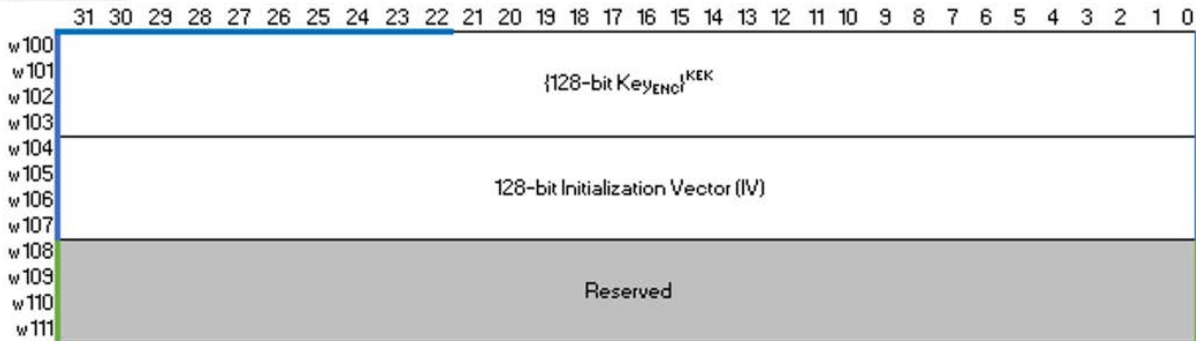 31 30 29 28 27 26 25 24 23 22 21 20 19 18 17 16 15 14 13 12 11 10 9 8 7 6 5 4 3 2 1 0
w100
w101
{128-bit Key_ENC}^KEK
w102
w103
w104
w105
128-bit Initialization Vector (IV)
w106
w107
w108
w109
Reserved
w110
w111